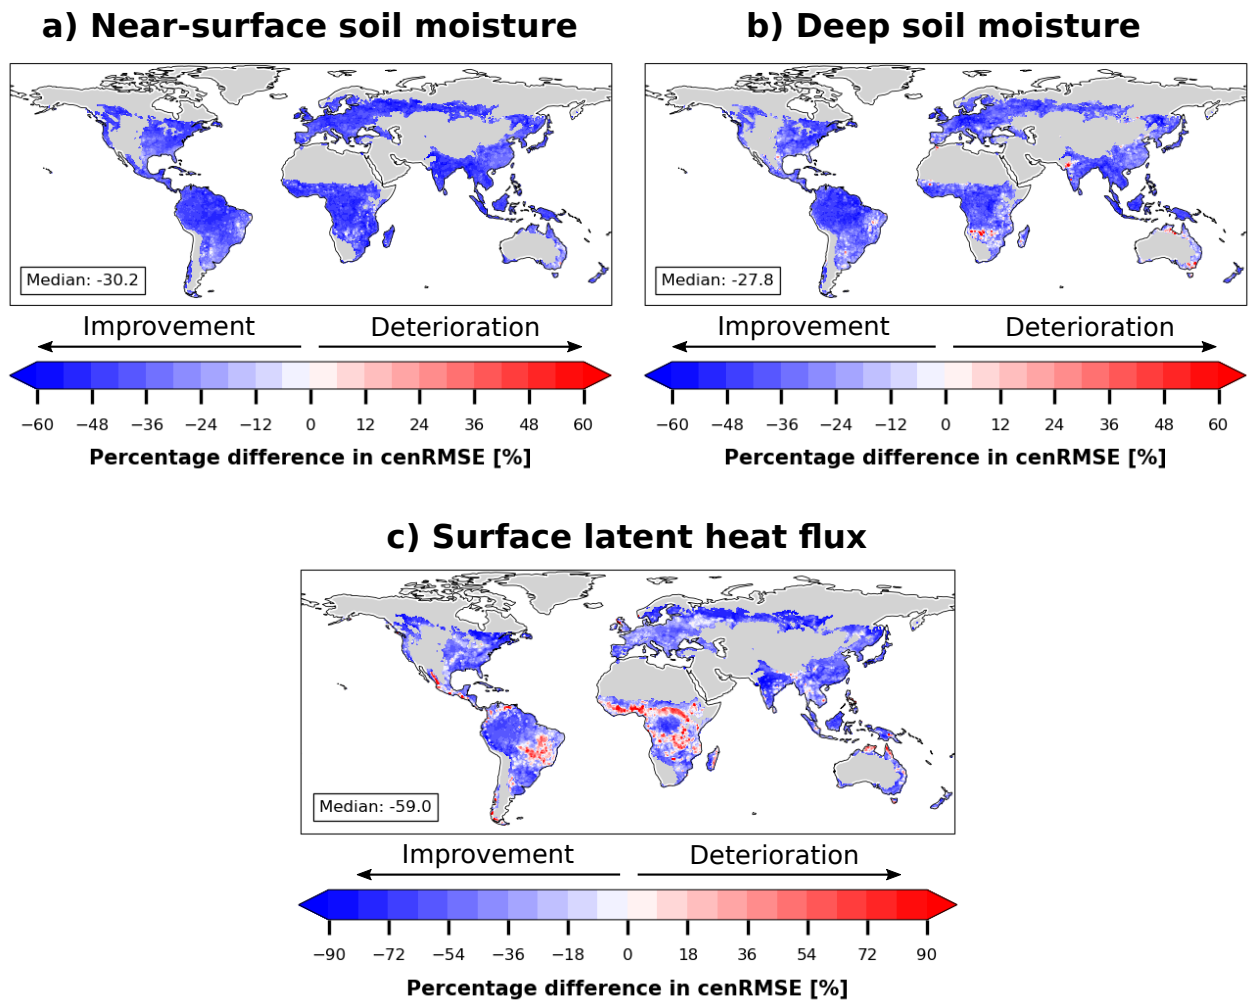 a) Near-surface soil moisture
b) Deep soil moisture
Median: -30.2
Median: -27.8
Improvement
Deterioration
Improvement
Deterioration
−60 −48 −36 −24 −12 0 12 24 36 48 60
−60 −48 −36 −24 −12 0 12 24 36 48 60
Percentage difference in cenRMSE [%]
Percentage difference in cenRMSE [%]
c) Surface latent heat flux
Median: -59.0
Improvement
Deterioration
−90 −72 −54 −36 −18 0 18 36 54 72 90
Percentage difference in cenRMSE [%]